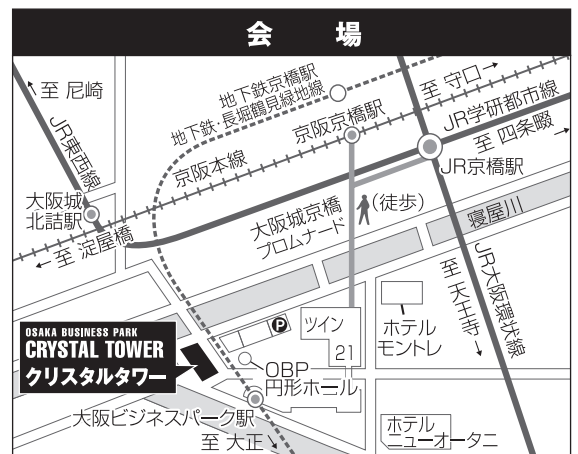 会 場
至 尼崎
地下鉄京橋駅
地下鉄・長堀鶴見緑地線
至 守口
京阪京橋駅
JR学研都市線
至 四条畷
JR東西線
京阪本線
JR京橋駅
大阪城
北詰駅
大阪城京橋
プロムナード
(徒歩)
寝屋川
至 淀屋橋
JR大阪環状線
至 天王寺
OSAKA BUSINESS PARK
CRYSTAL TOWER
クリスタルタワー
P
ツイン
21
ホテル
モントレ
OBP
円形ホール
大阪ビジネスパーク駅
至 大正
ホテル
ニューオータニ